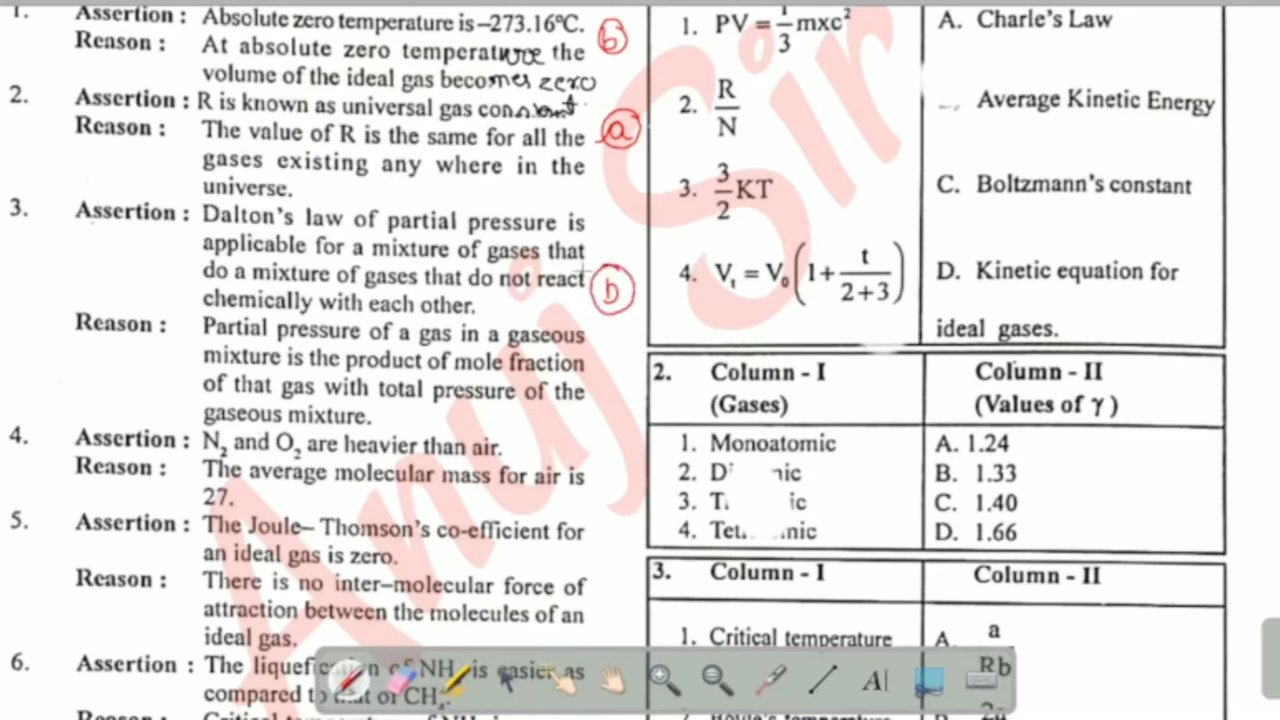 1. Assertion : Absolute zero temperature is –273.16°C.
Reason : At absolute zero temperature the
volume of the ideal gas becomes zero
b
2. Assertion : R is known as universal gas constant.
Reason : The value of R is the same for all the
gases existing any where in the
universe.
a
3. Assertion : Dalton's law of partial pressure is
applicable for a mixture of gases that
do a mixture of gases that do not react
chemically with each other.
b
Reason : Partial pressure of a gas in a gaseous
mixture is the product of mole fraction
of that gas with total pressure of the
gaseous mixture.
4. Assertion : N₂ and O₂ are heavier than air.
Reason : The average molecular mass for air is
27.
5. Assertion : The Joule– Thomson's co-efficient for
an ideal gas is zero.
Reason : There is no inter–molecular force of
attraction between the molecules of an
ideal gas.
6. Assertion : The liquefication of NH₃ is easier as
compared to that of CH₄.
1. PV = 1/3 mxc² A. Charle's Law
2. R/N Average Kinetic Energy
3. 3/2 KT C. Boltzmann's constant
4. Vₜ = V₀ (1 + t/2+3) D. Kinetic equation for
ideal gases.
2. Column - I Column - II
(Gases) (Values of γ )
1. Monoatomic A. 1.24
2. B. 1.33
3. C. 1.40
4. D. 1.66
3. Column - I Column - II
1. Critical temperature A. a
Rb
AI
Anuj Sir